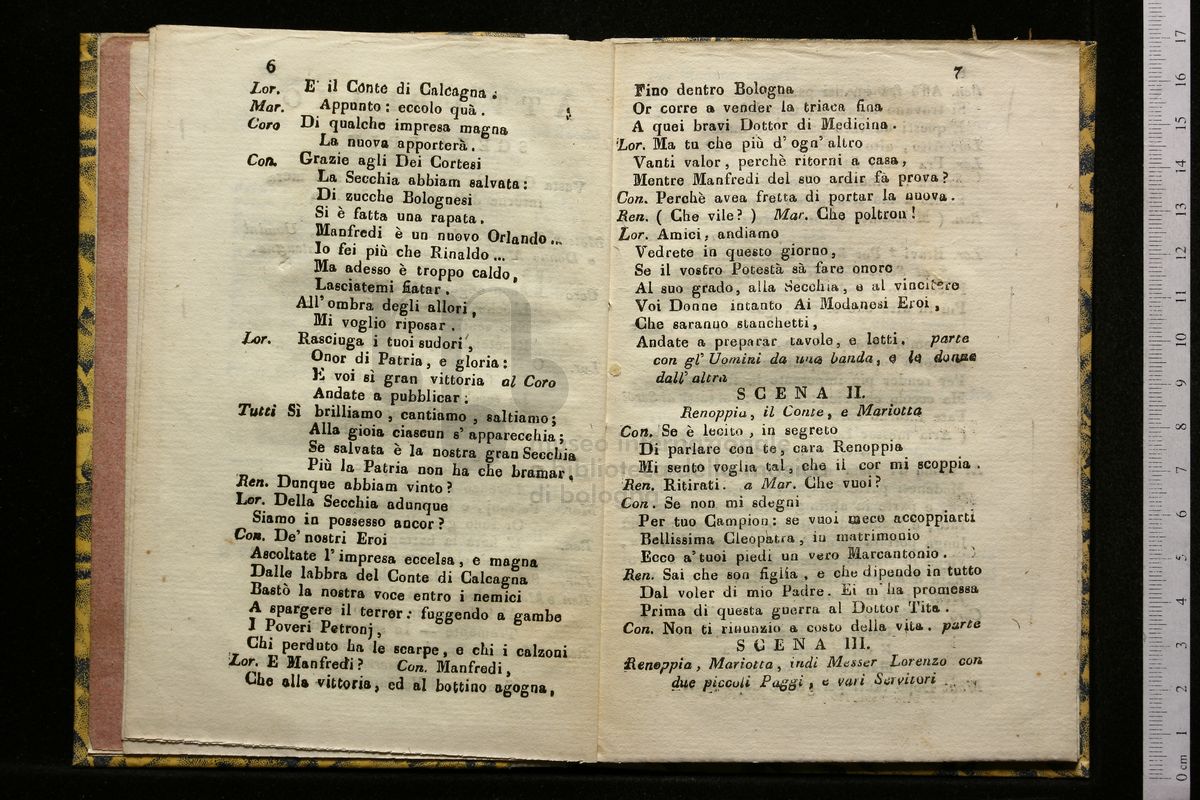 6
Lor. E' il Conte di Calcagna:
Mar. Appunto: eccolo quà.
Coro Di qualche impresa magna
La nuova apporterà.
Con. Grazie agli Dei Cortesi
La Secchia abbiam salvata:
Di zucche Bolognesi
Si è fatta una rapata.
Manfredi è un nuovo Orlando...
Io fei più che Rinaldo...
Ma adesso è troppo caldo,
Lasciatemi fiatar.
All' ombra degli allori,
Mi voglio riposar.
Lor. Rasciuga i tuoi sudori,
Onor di Patria, e gloria:
E voi sì gran vittoria al Coro
Andate a pubblicar:
Tutti Sì brilliamo, cantiamo, saltiamo;
Alla gioia ciascun s' apparecchia;
Se salvata è la nostra gran Secchia
Più la Patria non ha che bramar.
Ren. Dunque abbiam vinto?
Lor. Della Secchia adunque
Siamo in possesso ancor?
Con. De' nostri Eroi
Ascoltate l' impresa eccelsa, e magna
Dalle labbra del Conte di Calcagna
Bastò la nostra voce entro i nemici
A spargere il terror: fuggendo a gambe
I Poveri Petronj,
Chi perduto ha le scarpe, e chi i calzoni
Lor. E Manfredi? Con. Manfredi,
Che alla vittoria, ed al bottino agogna,
7
Fino dentro Bologna
Or corre a vender la triaca fina
A quei bravi Dottor di Medicina.
Lor. Ma tu che più d' ogn' altro
Vanti valor, perchè ritorni a casa,
Mentre Manfredi del suo ardir fà prova?
Con. Perchè avea fretta di portar la nuova.
Ren. ( Che vile? ) Mar. Che poltron!
Lor. Amici, andiamo
Vedrete in questo giorno,
Se il vostro Potestà sà fare onore
Al suo grado, alla Secchia, e al vincitore
Voi Donne intanto Ai Modanesi Eroi,
Che saranno stanchetti,
Andate a preparar tavole, e letti. parte
con gl' Uomini da una banda, e le donne
dall' altra
SCENA II.
Renoppia, il Conte, e Mariotta
Con. Se è lecito, in segreto
Di parlare con te, cara Renoppia
Mi sento voglia tal, che il cor mi scoppia.
Ren. Ritirati. a Mar. Che vuoi?
Con. Se non mi sdegni
Per tuo Campion: se vuoi meco accoppiarti
Bellissima Cleopatra, in matrimonio
Ecco a' tuoi piedi un vero Marcantonio.
Ren. Sai che son figlia, e che dipendo in tutto
Dal voler di mio Padre. Ei m' ha promessa
Prima di questa guerra al Dottor Tita.
Con. Non ti rinunzio a costo della vita. parte
SCENA III.
Renoppia, Mariotta, indi Messer Lorenzo con
due piccoli Paggi, e vari Servitori.